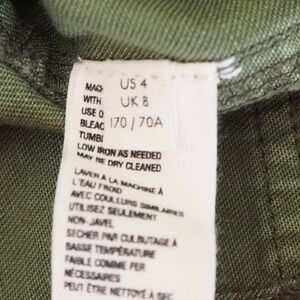 MACH US 4
WITH UK 8
USE O
BLEAC 170 / 70A
TUMBL
LOW IRON AS NEEDED
MAY BE DRY CLEANED
LAVER À LA MACHINE À
L'EAU FROID
AVEC COULEURS SIMILAIRES
UTILISEZ SEULEMENT
NON-JAVEL
SÉCHER PAR CULBUTAGE À
BASSE TEMPÉRATURE
FAIBLE COMME FER
NÉCESSAIRES
PEUT ÊTRE NETTOYÉ À SEC